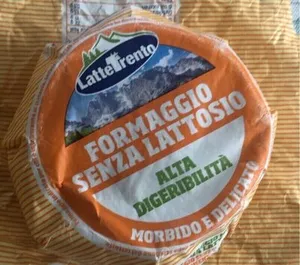 LatteTrento
FORMAGGIO
SENZA LATTOSIO
ALTA
DIGERIBILITÀ
MORBIDO E DELICATO